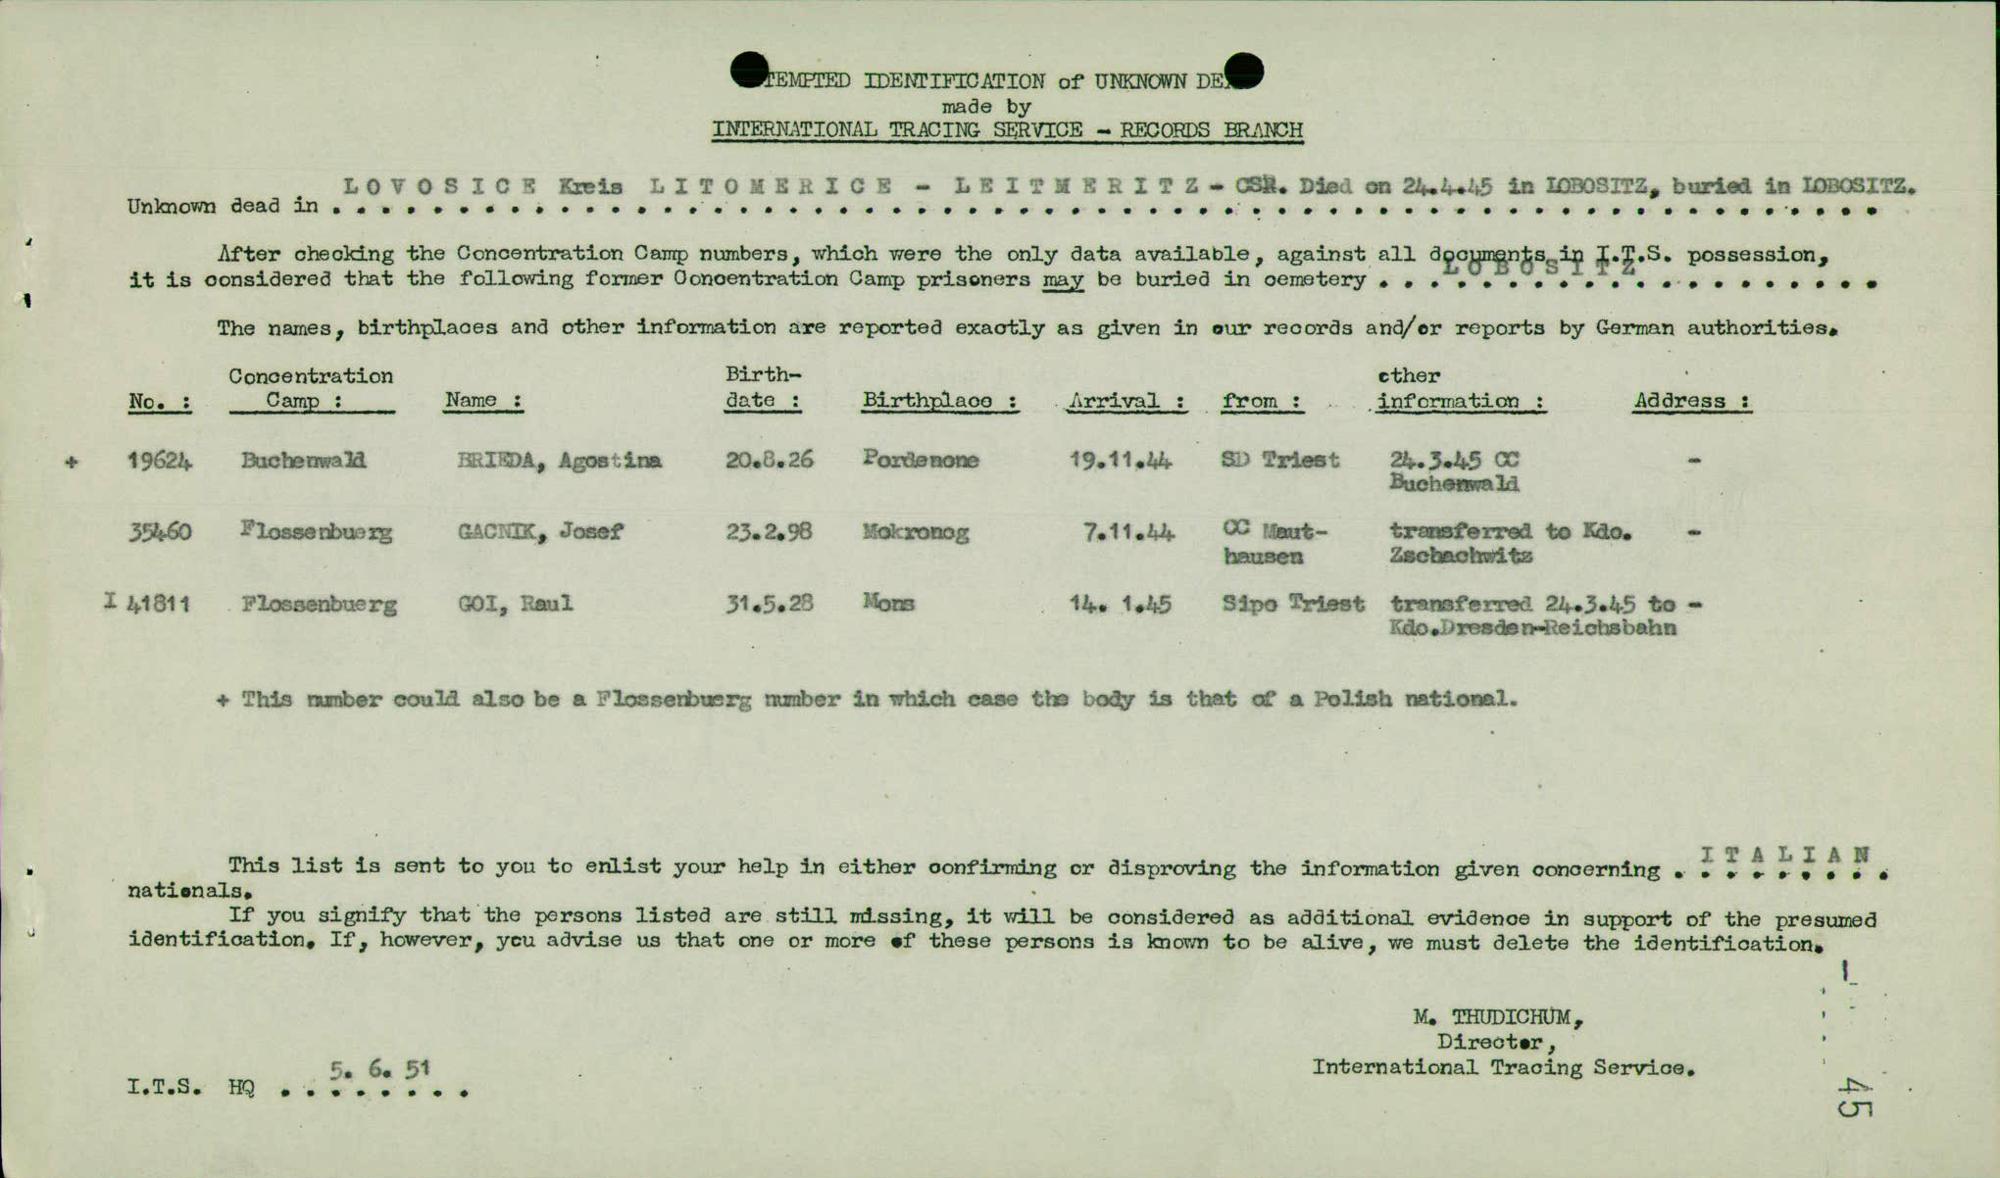 TEMPTED IDENTIFICATION of UNKNOWN DE
made by
INTERNATIONAL TRACING SERVICE - RECORDS BRANCH
LOVOSICE Kreis LITOMERICE - LEITMERITZ - CSR. Died on 24.4.45 in LOBOSITZ, buried in LOBOSITZ.
Unknown dead in . . . . . . . . . . . . . . . . . . . . . . . . . . . . . .
After checking the Concentration Camp numbers, which were the only data available, against all documents in I.T.S. possession,
LOBOSITZ
it is considered that the following former Concentration Camp prisoners may be buried in cemetery . . . . . . . . . . . . . . . . . . . .
The names, birthplaces and other information are reported exactly as given in our records and/or reports by German authorities.
Concentration Birth- other
No. : Camp : Name : date : Birthplace : Arrival : from : information : Address :
+ 19624 Buchenwald BRIEDA, Agostina 20.8.26 Pordenone 19.11.44 SD Triest 24.3.45 CC -
Buchenwald
35460 Flossenbuerg GACNIK, Josef 23.2.98 Mokronog 7.11.44 CC Maut- transferred to Kdo. -
hausen Zschachwitz
I 41811 Flossenbuerg GOI, Raul 31.5.28 Mons 14. 1.45 Sipo Triest transferred 24.3.45 to -
Kdo.Dresden-Reichsbahn
+ This number could also be a Flossenbuerg number in which case the body is that of a Polish national.
ITALIAN
This list is sent to you to enlist your help in either confirming or disproving the information given concerning . . . . . . . . .
nationals.
If you signify that the persons listed are still missing, it will be considered as additional evidence in support of the presumed
identification. If, however, you advise us that one or more of these persons is known to be alive, we must delete the identification.
M. THUDICHUM,
Director,
International Tracing Service.
5. 6. 51
I.T.S. HQ . . . . . . . .
45